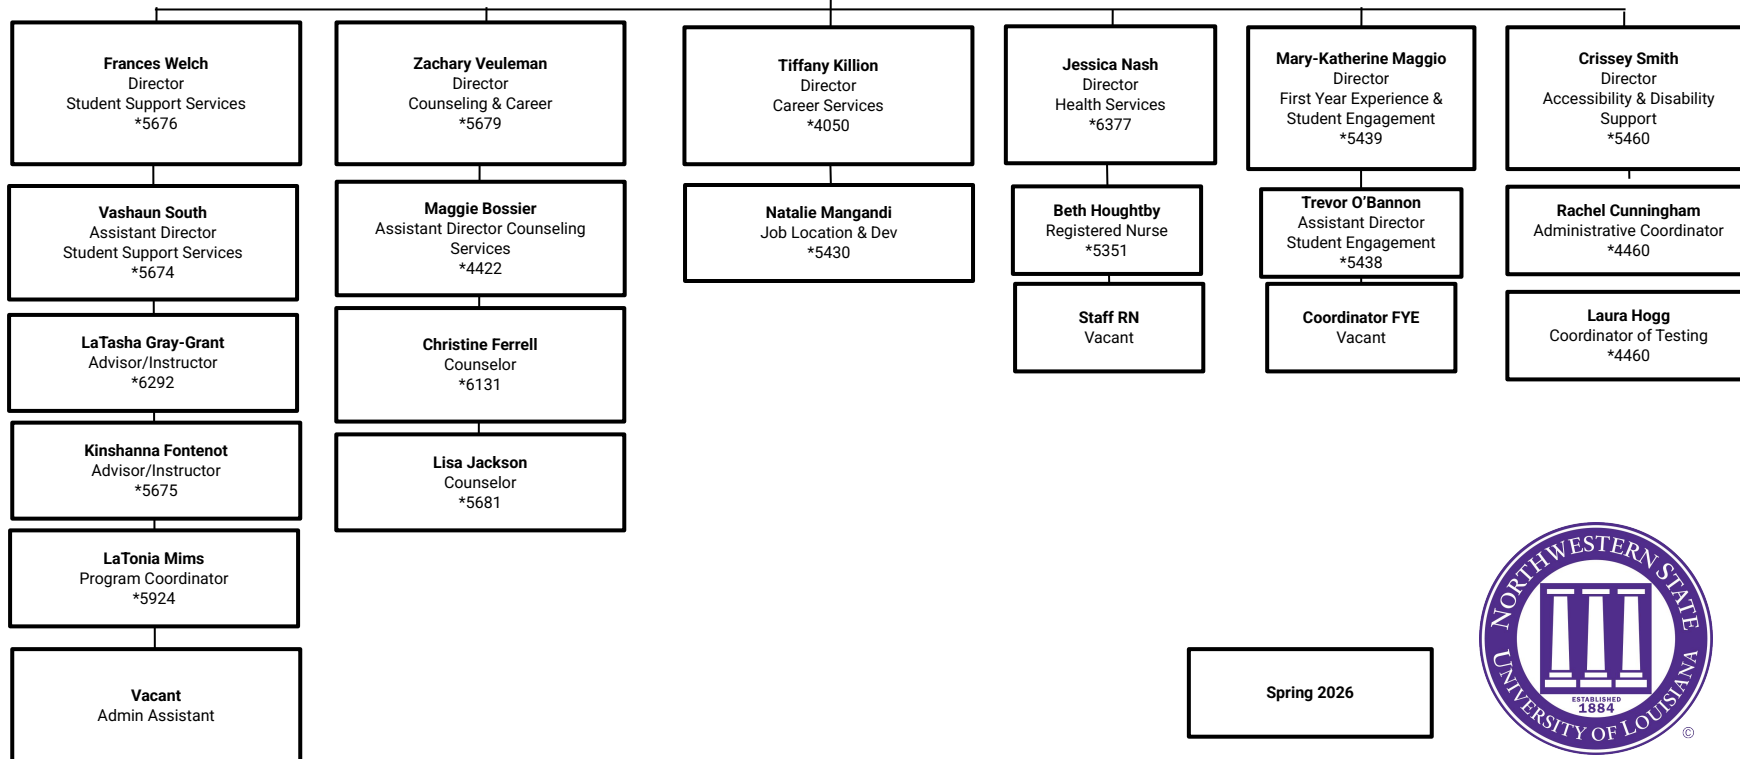 Frances Welch
Director
Student Support Services
*5676
Vashaun South
Assistant Director
Student Support Services
*5674
LaTasha Gray-Grant
Advisor/Instructor
*6292
Kinshanna Fontenot
Advisor/Instructor
*5675
LaTonia Mims
Program Coordinator
*5924
Vacant
Admin Assistant
Zachary Veuleman
Director
Counseling & Career
*5679
Maggie Bossier
Assistant Director Counseling
Services
*4422
Christine Ferrell
Counselor
*6131
Lisa Jackson
Counselor
*5681
Tiffany Killion
Director
Career Services
*4050
Natalie Mangandi
Job Location & Dev
*5430
Jessica Nash
Director
Health Services
*6377
Beth Houghtby
Registered Nurse
*5351
Staff RN
Vacant
Mary-Katherine Maggio
Director
First Year Experience &
Student Engagement
*5439
Trevor O’Bannon
Assistant Director
Student Engagement
*5438
Coordinator FYE
Vacant
Crissey Smith
Director
Accessibility & Disability
Support
*5460
Rachel Cunningham
Administrative Coordinator
*4460
Laura Hogg
Coordinator of Testing
*4460
Spring 2026
NORTHWESTERN STATE
UNIVERSITY OF LOUISIANA
ESTABLISHED
1884
©